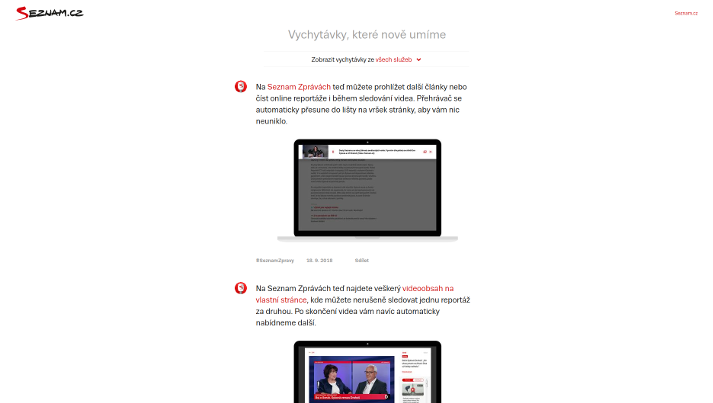 Seznam.cz
Seznam.cz
Vychytávky, které nově umíme
Zobrazit vychytávky ze všech služeb
Na Seznam Zprávách teď můžete prohlížet další články nebo
číst online reportáže i během sledování videa. Přehrávač se
automaticky přesune do lišty na vršek stránky, aby vám nic
neuniklo.
#SeznamZpravy 18. 9. 2018 Sdílet
Na Seznam Zprávách teď najdete veškerý videoobsah na
vlastní stránce, kde můžete nerušeně sledovat jednu reportáž
za druhou. Po skončení videa vám navíc automaticky
nabídneme další.